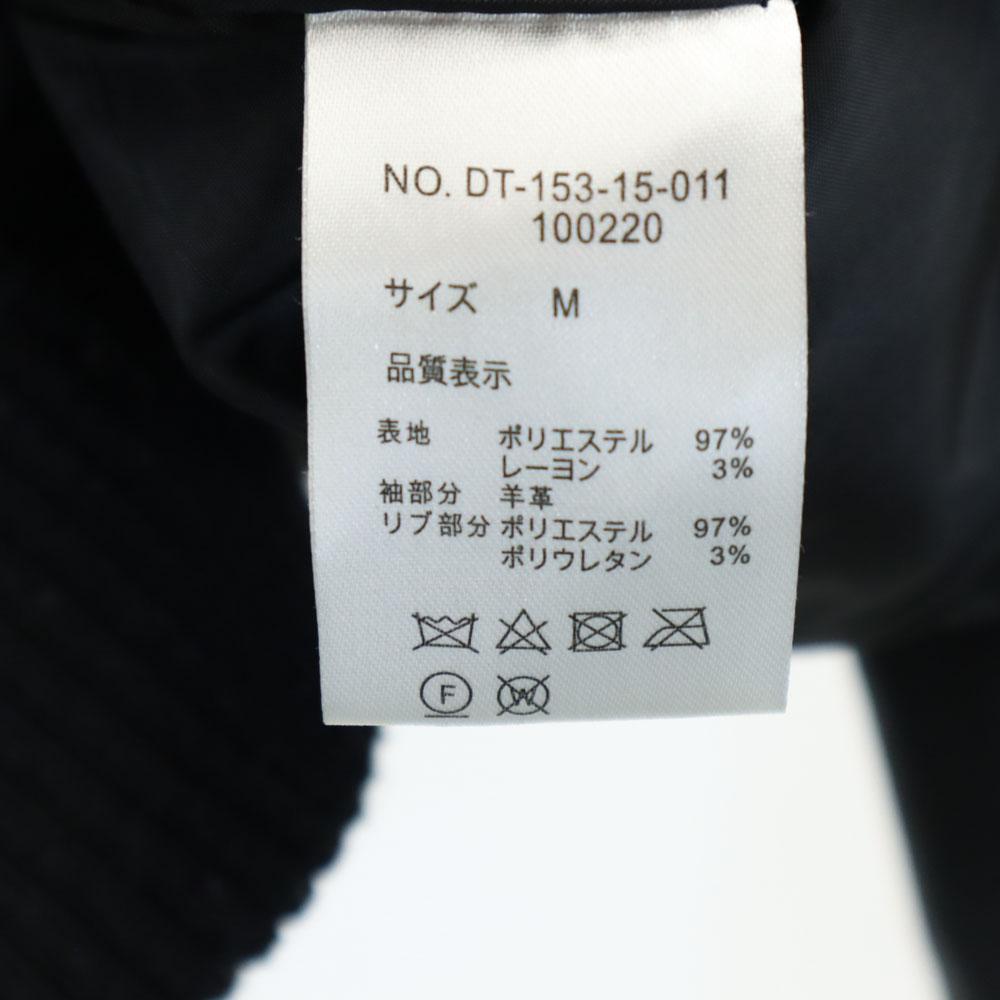 NO. DT-153-15-011
100220
サイズ M
品質表示
表地 ポリエステル 97%
レーヨン 3%
袖部分 羊革
リブ部分 ポリエステル 97%
ポリウレタン 3%
F W